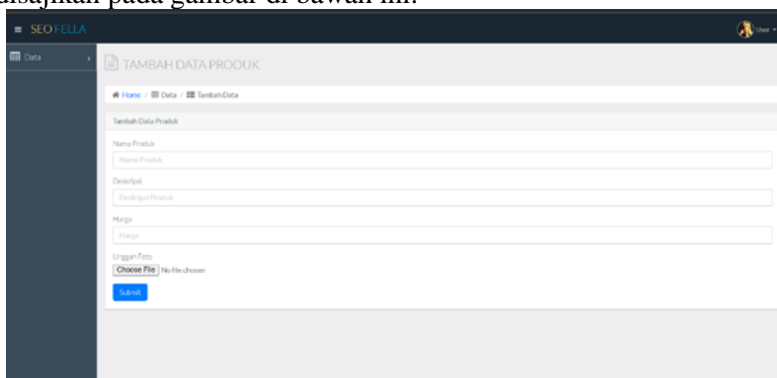 disajikan pada gambar di bawah ini.
SEO FELLA
User
Data
TAMBAH DATA PRODUK
Home / Data / Tambah Data
Tambah Data Produk
Nama Produk
Nama Produk
Deskripsi
Deskripsi Produk
Harga
Harga
Unggah Foto
Choose File No file chosen
Submit